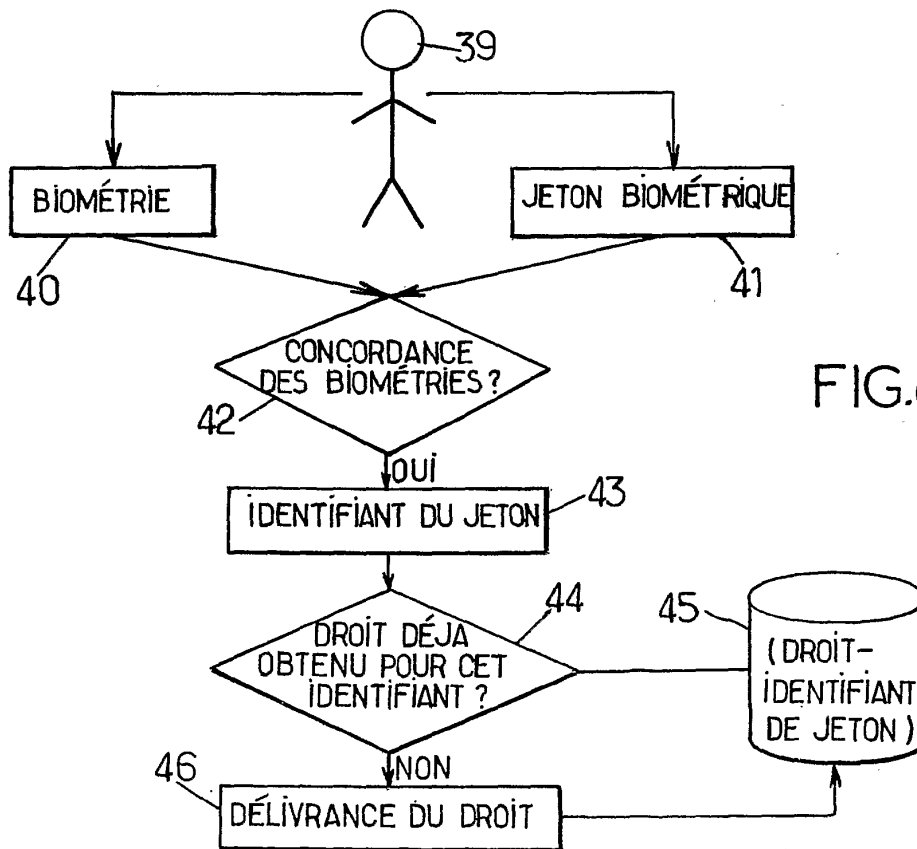 39
BIOMÉTRIE
JETON BIOMÉTRIQUE
40
41
CONCORDANCE
DES BIOMÉTRIES ?
42
FIG.
OUI
IDENTIFIANT DU JETON
43
44
45
DROIT DÉJA
OBTENU POUR CET
IDENTIFIANT ?
(DROIT-
IDENTIFIANT
DE JETON)
NON
46
DÉLIVRANCE DU DROIT